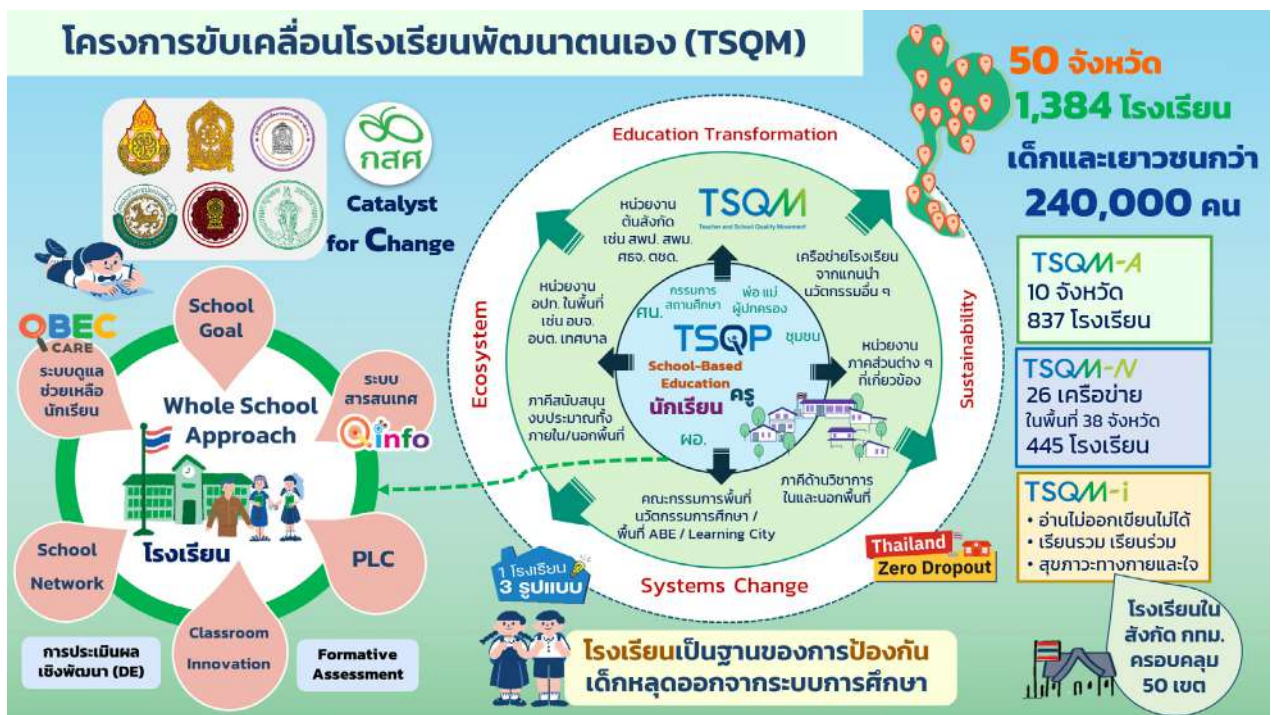 โครงการขับเคลื่อนโรงเรียนพัฒนาตนเอง (TSQM)
กสศ
Catalyst
for Change
50 จังหวัด
1,384 โรงเรียน
เด็กและเยาวชนกว่า
240,000 คน
School
Goal
OBEC
CARE
ระบบดูแล
ช่วยเหลือ
นักเรียน
ระบบ
สารสนเทศ
Q.info
Whole School
Approach
โรงเรียน
School
Network
PLC
Classroom
Innovation
การประเมินผล
เชิงพัฒนา (DE)
Formative
Assessment
Education Transformation
Ecosystem
Sustainability
Systems Change
TSQM
Teacher and School Quality Movement
หน่วยงาน
ต้นสังกัด
เช่น สพป. สพม.
ศธจ. ตชด.
เครือข่ายโรงเรียน
จากแกนนำ
นวัตกรรมอื่น ๆ
หน่วยงาน
อปท. ในพื้นที่
เช่น อบจ.
อบต. เทศบาล
หน่วยงาน
ภาคส่วนต่าง ๆ
ที่เกี่ยวข้อง
ภาคีสนับสนุน
งบประมาณทั้ง
ภายใน/นอกพื้นที่
ภาคีด้านวิชาการ
ในและนอกพื้นที่
คณะกรรมการพื้นที่
นวัตกรรมการศึกษา /
พื้นที่ ABE / Learning City
กรรมการ
สถานศึกษา
พ่อ แม่
ผู้ปกครอง
ศน.
TSQP
ชุมชน
School-Based
Education
นักเรียน
ครู
ผอ.
1 โรงเรียน
3 รูปแบบ
Thailand
Zero Dropout
โรงเรียนเป็นฐานของการป้องกัน
เด็กหลุดออกจากระบบการศึกษา
TSQM-A
10 จังหวัด
837 โรงเรียน
TSQM-N
26 เครือข่าย
ในพื้นที่ 38 จังหวัด
445 โรงเรียน
TSQM-i
• อ่านไม่ออกเขียนไม่ได้
• เรียนรวม เรียนร่วม
• สุขภาวะทางกายและใจ
โรงเรียนใน
สังกัด กทม.
ครอบคลุม
50 เขต